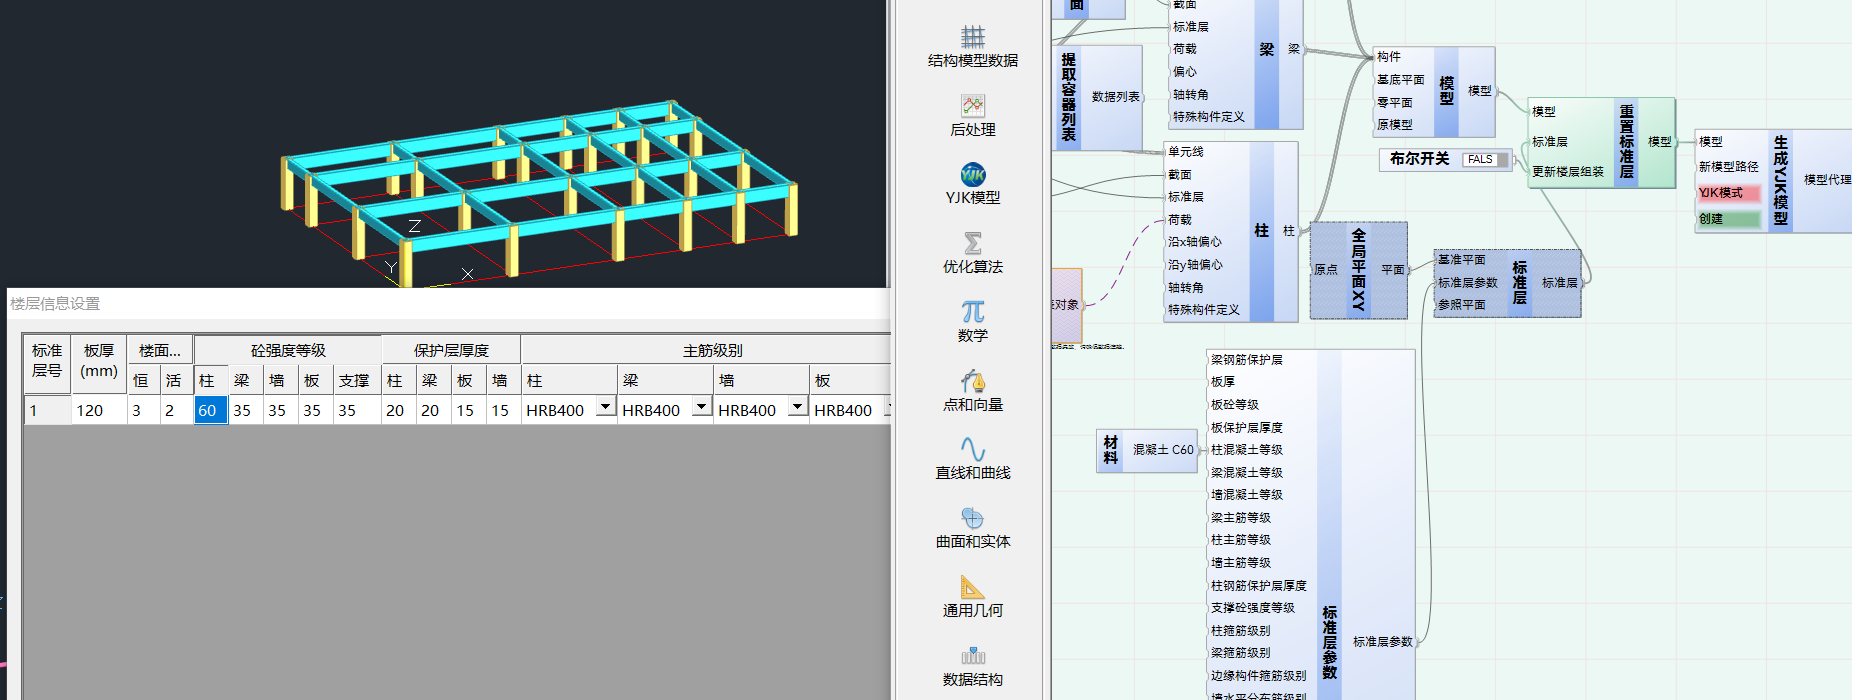 Z
Y
X
楼层信息设置
标准层号 板厚(mm) 楼面... 砼强度等级 保护层厚度 主筋级别
恒 活 柱 梁 墙 板 支撑 柱 梁 板 墙 柱 梁 墙 板
1 120 3 2 60 35 35 35 35 20 20 15 15 HRB400 HRB400 HRB400 HRB400
结构模型数据
后处理
YJK
YJK模型
优化算法
数学
点和向量
直线和曲线
曲面和实体
通用几何
数据结构
面
提取容器列表
数据列表
截面
标准层
荷载
偏心
轴转角
特殊构件定义
梁
梁
单元线
截面
标准层
荷载
沿x轴偏心
沿y轴偏心
轴转角
特殊构件定义
柱
柱
对象
构件
基底平面
零平面
原模型
模型
模型
布尔开关 FALS
模型
标准层
更新楼层组装
重置标准层
模型
模型
新模型路径
YJK模式
创建
生成YJK模型
模型代理
原点
全局平面XY
平面
基准平面
标准层参数
参照平面
标准层
标准层
材料
混凝土 C60
梁钢筋保护层
板厚
板砼等级
板保护层厚度
柱混凝土等级
梁混凝土等级
墙混凝土等级
梁主筋等级
柱主筋等级
墙主筋等级
柱钢筋保护层厚度
支撑砼强度等级
柱箍筋级别
梁箍筋级别
边缘构件箍筋级别
墙水平分布筋级别
标准层参数
标准层参数